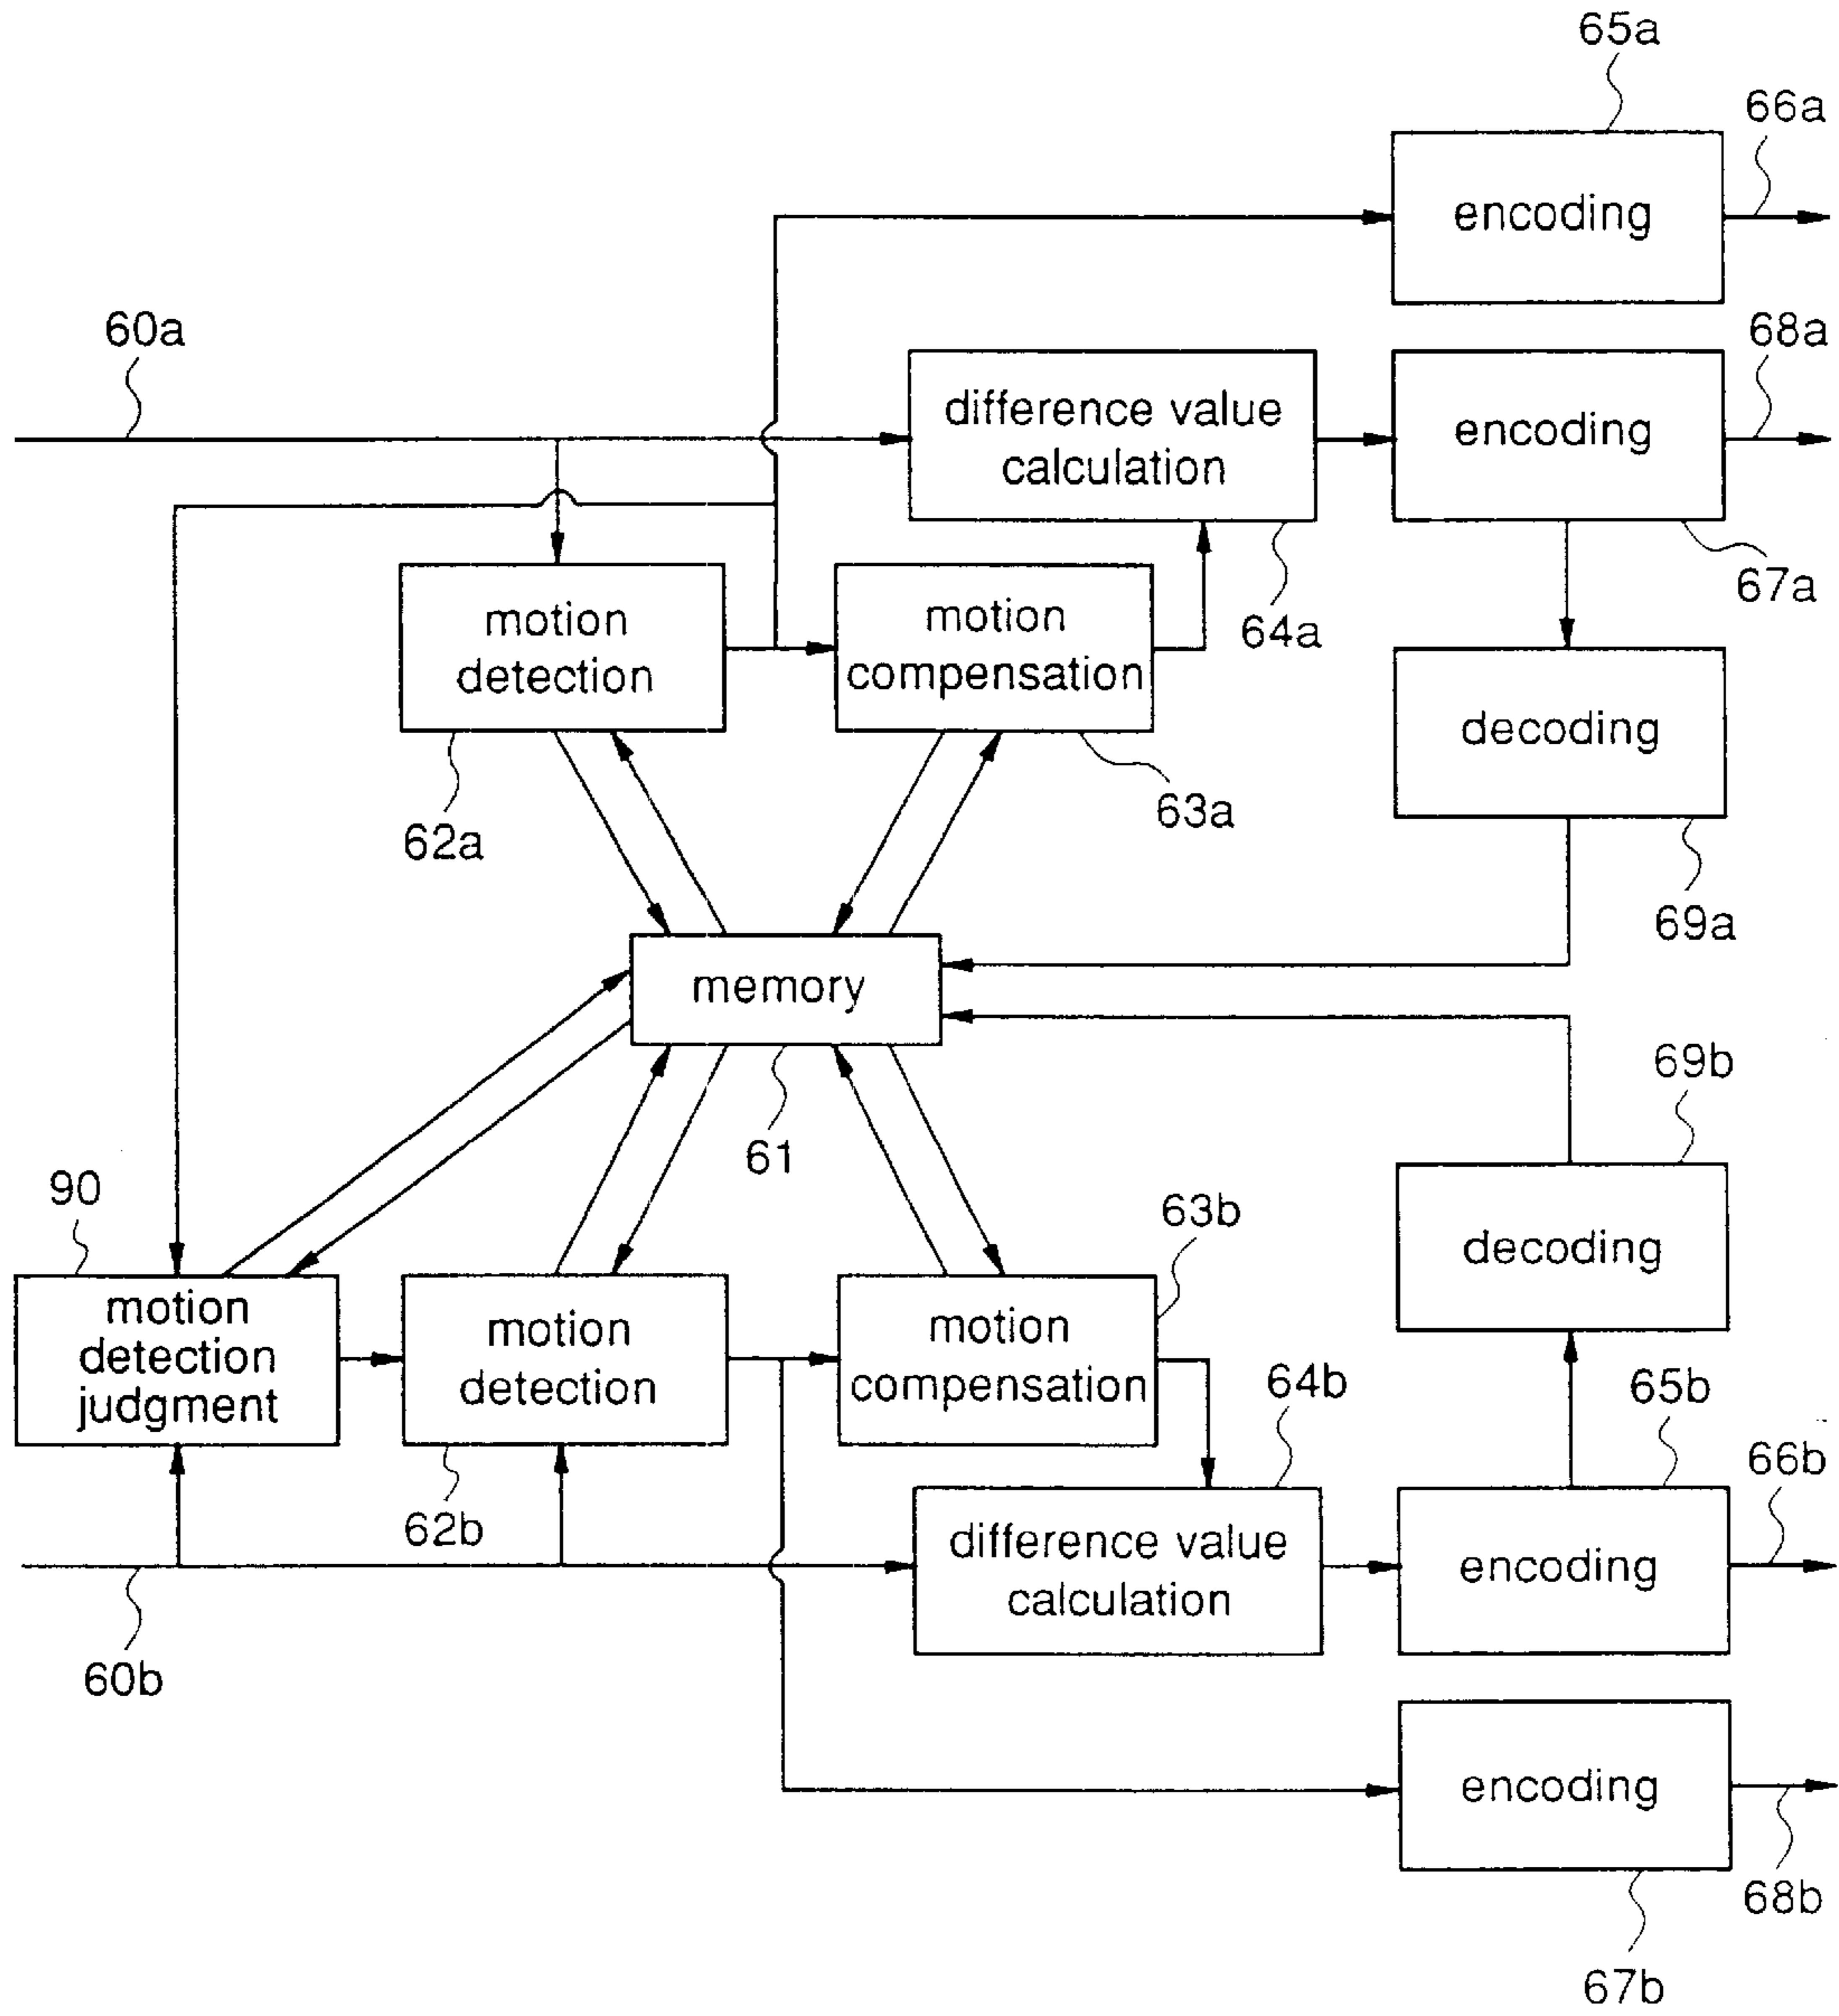 65a
66a
encoding
60a
68a
difference value
calculation
encoding
67a
64a
motion
detection
motion
compensation
decoding
63a
62a
69a
memory
69b
61
90
63b
decoding
motion
detection
judgment
motion
detection
motion
compensation
64b
65b
66b
62b
difference value
calculation
encoding
60b
encoding
68b
67b